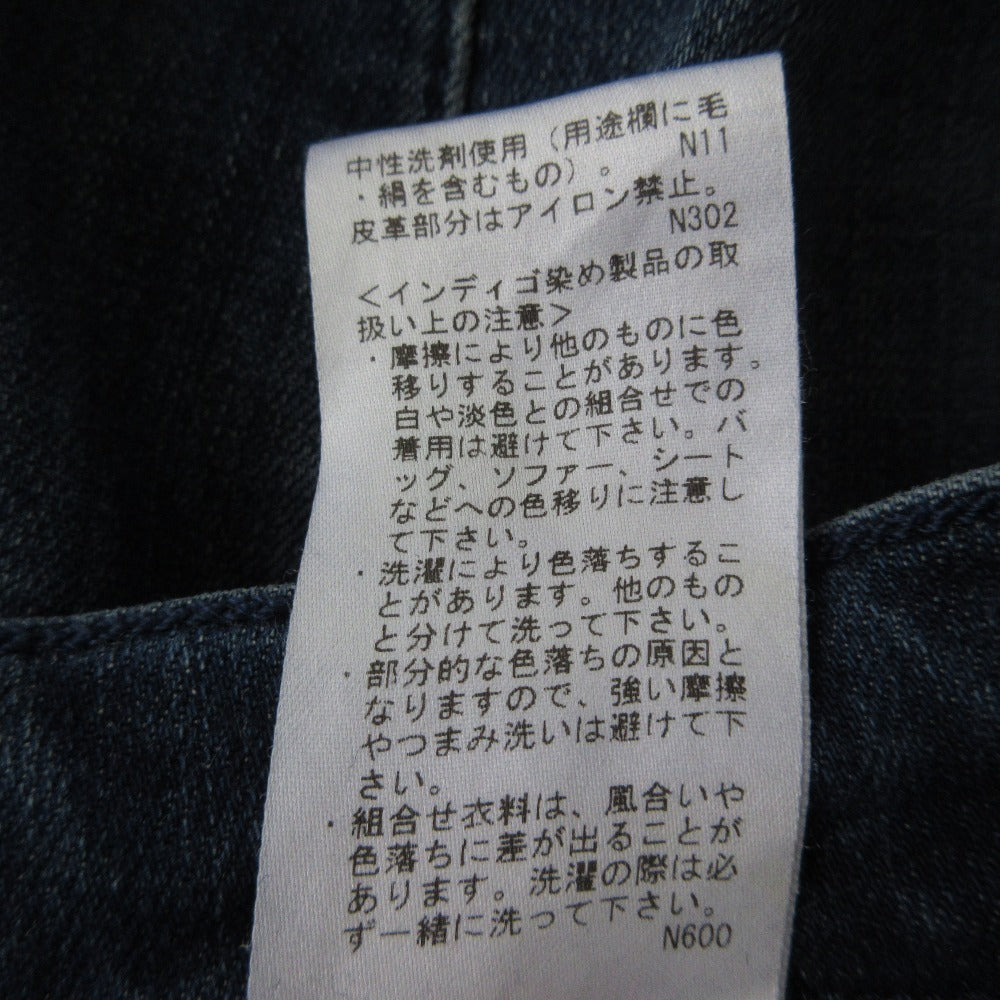 中性洗剤使用（用途欄に毛
・絹を含むもの）。 N11
皮革部分はアイロン禁止。
N302
＜インディゴ染め製品の取
扱い上の注意＞
・摩擦により他のものに色
移りすることがあります。
白や淡色との組合せでの
着用は避けて下さい。バ
ッグ、ソファー、シート
などへの色移りに注意し
て下さい。
・洗濯により色落ちするこ
とがあります。他のもの
と分けて洗って下さい。
・部分的な色落ちの原因と
なりますので、強い摩擦
やつまみ洗いは避けて下
さい。
・組合せ衣料は、風合いや
色落ちに差が出ることが
あります。洗濯の際は必
ず一緒に洗って下さい。
N600